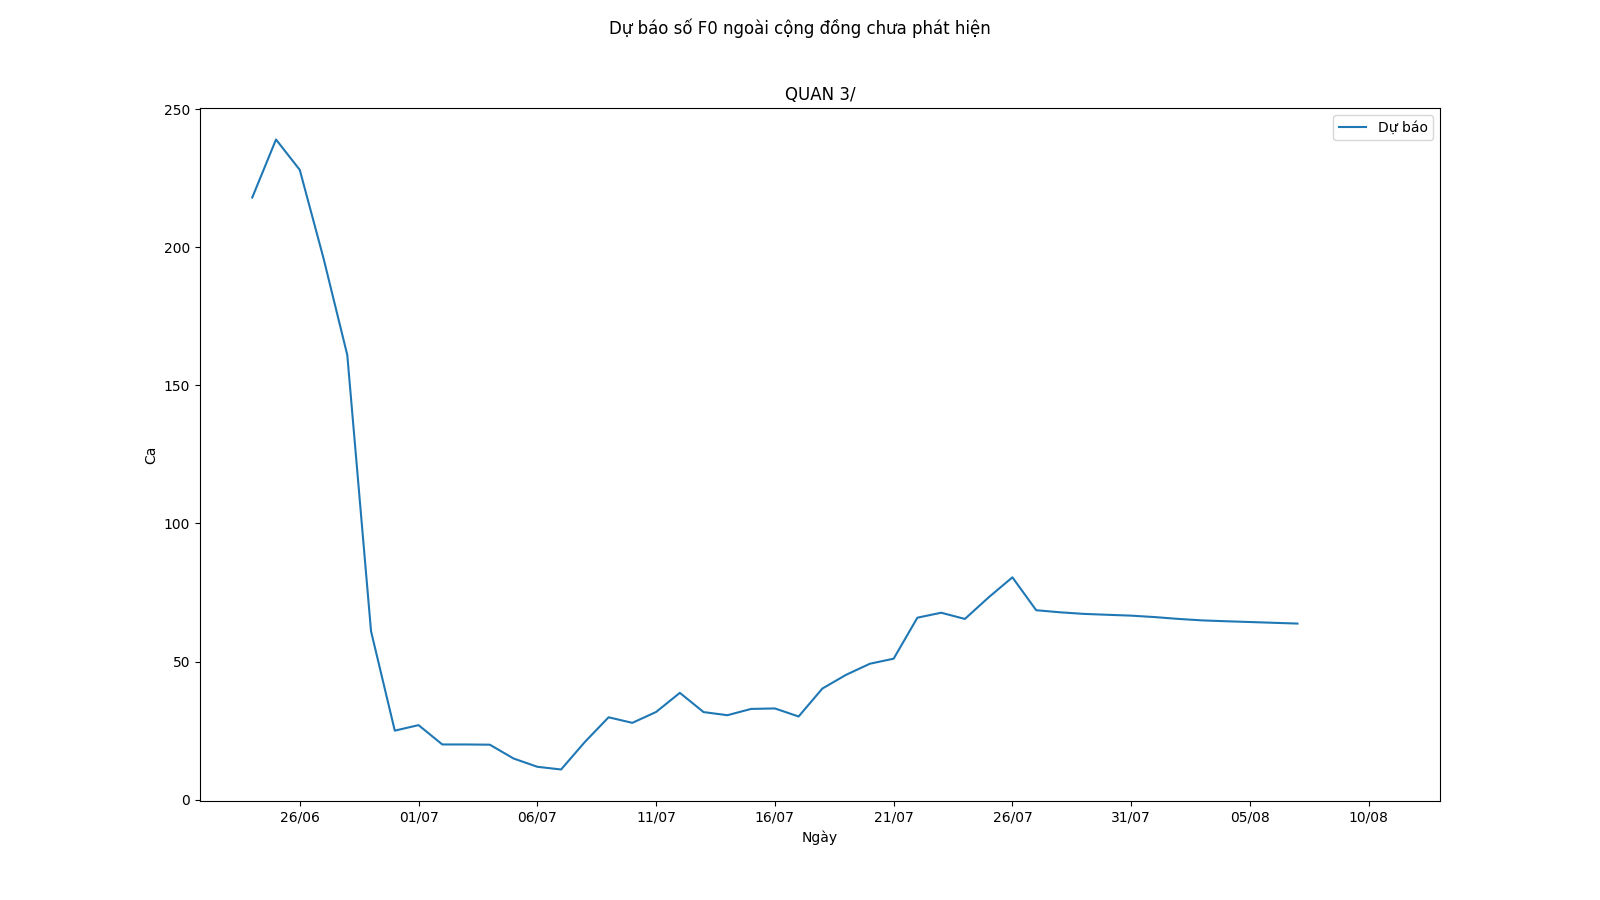 Dự báo số F0 ngoài cộng đồng chưa phát hiện
QUAN 3/
250
200
150
100
50
0
Ca
Dự báo
26/06 01/07 06/07 11/07 16/07 21/07 26/07 31/07 05/08 10/08
Ngày